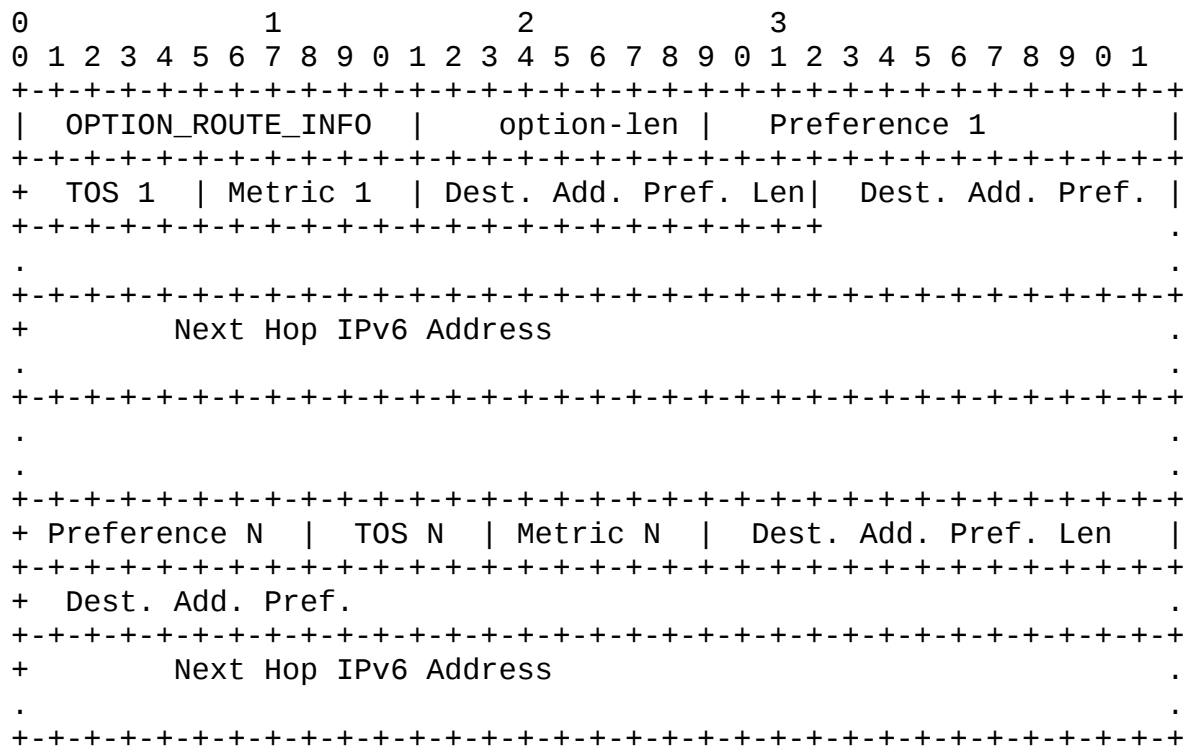 0                   1                   2                   3
0 1 2 3 4 5 6 7 8 9 0 1 2 3 4 5 6 7 8 9 0 1 2 3 4 5 6 7 8 9 0 1
+-+-+-+-+-+-+-+-+-+-+-+-+-+-+-+-+-+-+-+-+-+-+-+-+-+-+-+-+-+-+-+-+
|  OPTION_ROUTE_INFO  |    option-len |   Preference 1          |
+-+-+-+-+-+-+-+-+-+-+-+-+-+-+-+-+-+-+-+-+-+-+-+-+-+-+-+-+-+-+-+-+
+  TOS 1  | Metric 1  | Dest. Add. Pref. Len|  Dest. Add. Pref. |
+-+-+-+-+-+-+-+-+-+-+-+-+-+-+-+-+-+-+-+-+-+-+                   .
.                                                               .
+-+-+-+-+-+-+-+-+-+-+-+-+-+-+-+-+-+-+-+-+-+-+-+-+-+-+-+-+-+-+-+-+
+        Next Hop IPv6 Address                                  .
.                                                               .
+-+-+-+-+-+-+-+-+-+-+-+-+-+-+-+-+-+-+-+-+-+-+-+-+-+-+-+-+-+-+-+-+
.                                                               .
.                                                               .
+-+-+-+-+-+-+-+-+-+-+-+-+-+-+-+-+-+-+-+-+-+-+-+-+-+-+-+-+-+-+-+-+
+ Preference N  |  TOS N  | Metric N  |  Dest. Add. Pref. Len   |
+-+-+-+-+-+-+-+-+-+-+-+-+-+-+-+-+-+-+-+-+-+-+-+-+-+-+-+-+-+-+-+-+
+  Dest. Add. Pref.                                             .
+-+-+-+-+-+-+-+-+-+-+-+-+-+-+-+-+-+-+-+-+-+-+-+-+-+-+-+-+-+-+-+-+
+        Next Hop IPv6 Address                                  .
.                                                               .
+-+-+-+-+-+-+-+-+-+-+-+-+-+-+-+-+-+-+-+-+-+-+-+-+-+-+-+-+-+-+-+-+